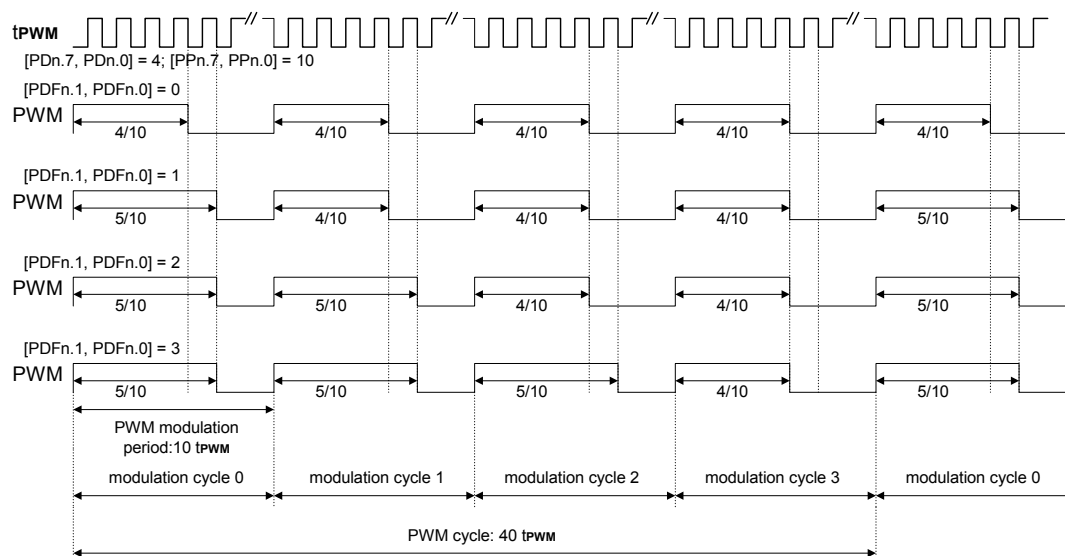 //
//
//
//
tPWM
[PDn.7, PDn.0] = 4; [PPn.7, PPn.0] = 10
[PDFn.1, PDFn.0] = 0
PWM
4/10
4/10
4/10
4/10
4/10
[PDFn.1, PDFn.0] = 1
PWM
5/10
4/10
4/10
4/10
5/10
[PDFn.1, PDFn.0] = 2
PWM
5/10
5/10
4/10
4/10
5/10
[PDFn.1, PDFn.0] = 3
PWM
5/10
5/10
5/10
4/10
5/10
PWM modulation
period:10 tPWM
modulation cycle 0
modulation cycle 1
modulation cycle 2
modulation cycle 3
modulation cycle 0
PWM cycle: 40 tPWM